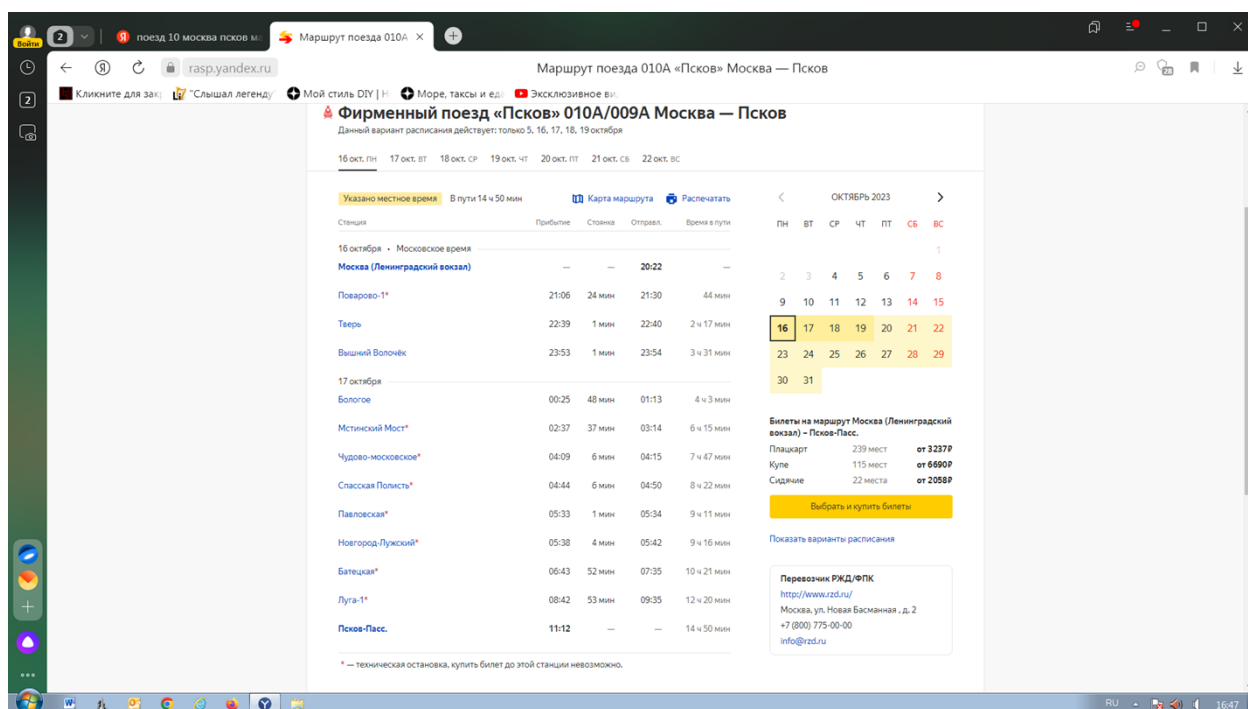 Войти
2
поезд 10 москва псков ма
Маршрут поезда 010А
rasp.yandex.ru
Маршрут поезда 010А «Псков» Москва — Псков
28
2
Кликните для зак
"Слышал легенду
Мой стиль DIY | Н
Море, таксы и еда
Эксклюзивное ви
Фирменный поезд «Псков» 010А/009А Москва — Псков
Данный вариант расписания действует: только 5, 16, 17, 18, 19 октября
16 окт. ПН 17 окт. ВТ 18 окт. СР 19 окт. ЧТ 20 окт. ПТ 21 окт. СБ 22 окт. ВС
Указано местное время В пути 14 ч 50 мин Карта маршрута Распечатать
Станция Прибытие Стоянка Отправл. Время в пути
16 октября • Московское время
Москва (Ленинградский вокзал) — — 20:22 —
Поварово-1* 21:06 24 мин 21:30 44 мин
Тверь 22:39 1 мин 22:40 2 ч 17 мин
Вышний Волочёк 23:53 1 мин 23:54 3 ч 31 мин
17 октября
Бологое 00:25 48 мин 01:13 4 ч 3 мин
Мстинский Мост* 02:37 37 мин 03:14 6 ч 15 мин
Чудово-московское* 04:09 6 мин 04:15 7 ч 47 мин
Спасская Полисть* 04:44 6 мин 04:50 8 ч 22 мин
Павловская* 05:33 1 мин 05:34 9 ч 11 мин
Новгород-Лужский* 05:38 4 мин 05:42 9 ч 16 мин
Батецкая* 06:43 52 мин 07:35 10 ч 21 мин
Луга-1* 08:42 53 мин 09:35 12 ч 20 мин
Псков-Пасс. 11:12 — — 14 ч 50 мин
* — техническая остановка, купить билет до этой станции невозможно.
ОКТЯБРЬ 2023
ПН ВТ СР ЧТ ПТ СБ ВС
1
2 3 4 5 6 7 8
9 10 11 12 13 14 15
16 17 18 19 20 21 22
23 24 25 26 27 28 29
30 31
Билеты на маршрут Москва (Ленинградский
вокзал) – Псков-Пасс.
Плацкарт 239 мест от 3237₽
Купе 115 мест от 6690₽
Сидячие 22 места от 2058₽
Выбрать и купить билеты
Показать варианты расписания
Перевозчик РЖД/ФПК
http://www.rzd.ru/
Москва, ул. Новая Басманная , д. 2
+7 (800) 775-00-00
info@rzd.ru
RU 16:47